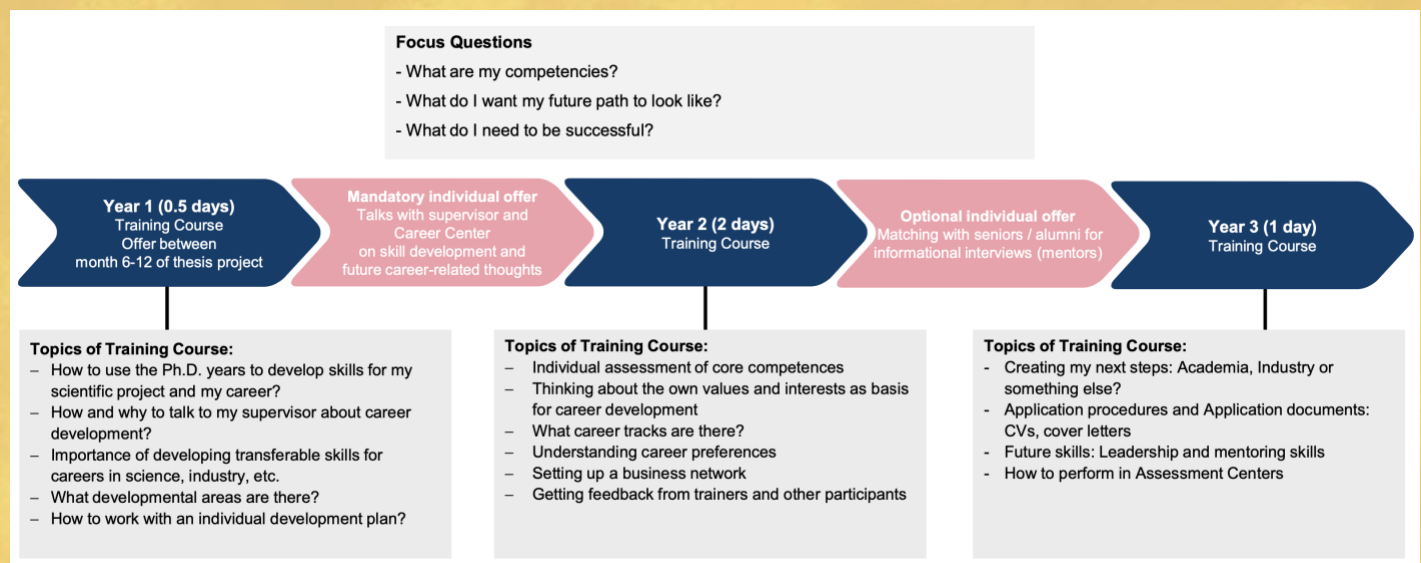 Focus Questions
- What are my competencies?
- What do I want my future path to look like?
- What do I need to be successful?
Year 1 (0.5 days)
Training Course
Offer between
month 6-12 of thesis project
Mandatory individual offer
Talks with supervisor and
Career Center
on skill development and
future career-related thoughts
Year 2 (2 days)
Training Course
Optional individual offer
Matching with seniors / alumni for
informational interviews (mentors)
Year 3 (1 day)
Training Course
Topics of Training Course:
– How to use the Ph.D. years to develop skills for my
scientific project and my career?
– How and why to talk to my supervisor about career
development?
– Importance of developing transferable skills for
careers in science, industry, etc.
– What developmental areas are there?
– How to work with an individual development plan?
Topics of Training Course:
– Individual assessment of core competences
– Thinking about the own values and interests as basis
for career development
– What career tracks are there?
– Understanding career preferences
– Setting up a business network
– Getting feedback from trainers and other participants
Topics of Training Course:
- Creating my next steps: Academia, Industry or
something else?
- Application procedures and Application documents:
CVs, cover letters
- Future skills: Leadership and mentoring skills
- How to perform in Assessment Centers